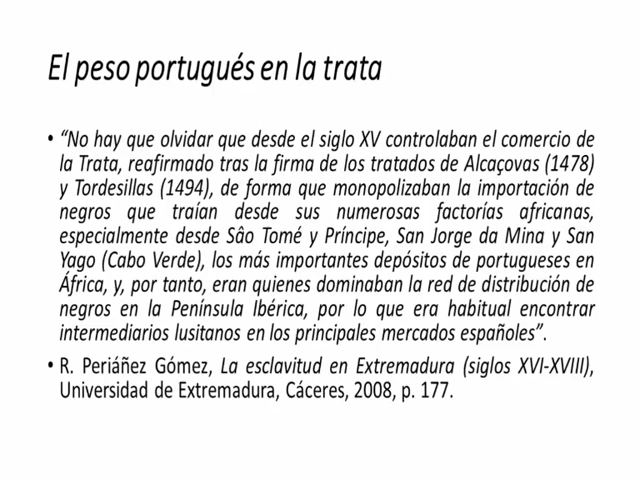 El peso portugués en la trata
• “No hay que olvidar que desde el siglo XV controlaban el comercio de
la Trata, reafirmado tras la firma de los tratados de Alcaçovas (1478)
y Tordesillas (1494), de forma que monopolizaban la importación de
negros que traían desde sus numerosas factorías africanas,
especialmente desde Sâo Tomé y Príncipe, San Jorge da Mina y San
Yago (Cabo Verde), los más importantes depósitos de portugueses en
África, y, por tanto, eran quienes dominaban la red de distribución de
negros en la Península Ibérica, por lo que era habitual encontrar
intermediarios lusitanos en los principales mercados españoles”.
• R. Periáñez Gómez, La esclavitud en Extremadura (siglos XVI-XVIII),
Universidad de Extremadura, Cáceres, 2008, p. 177.